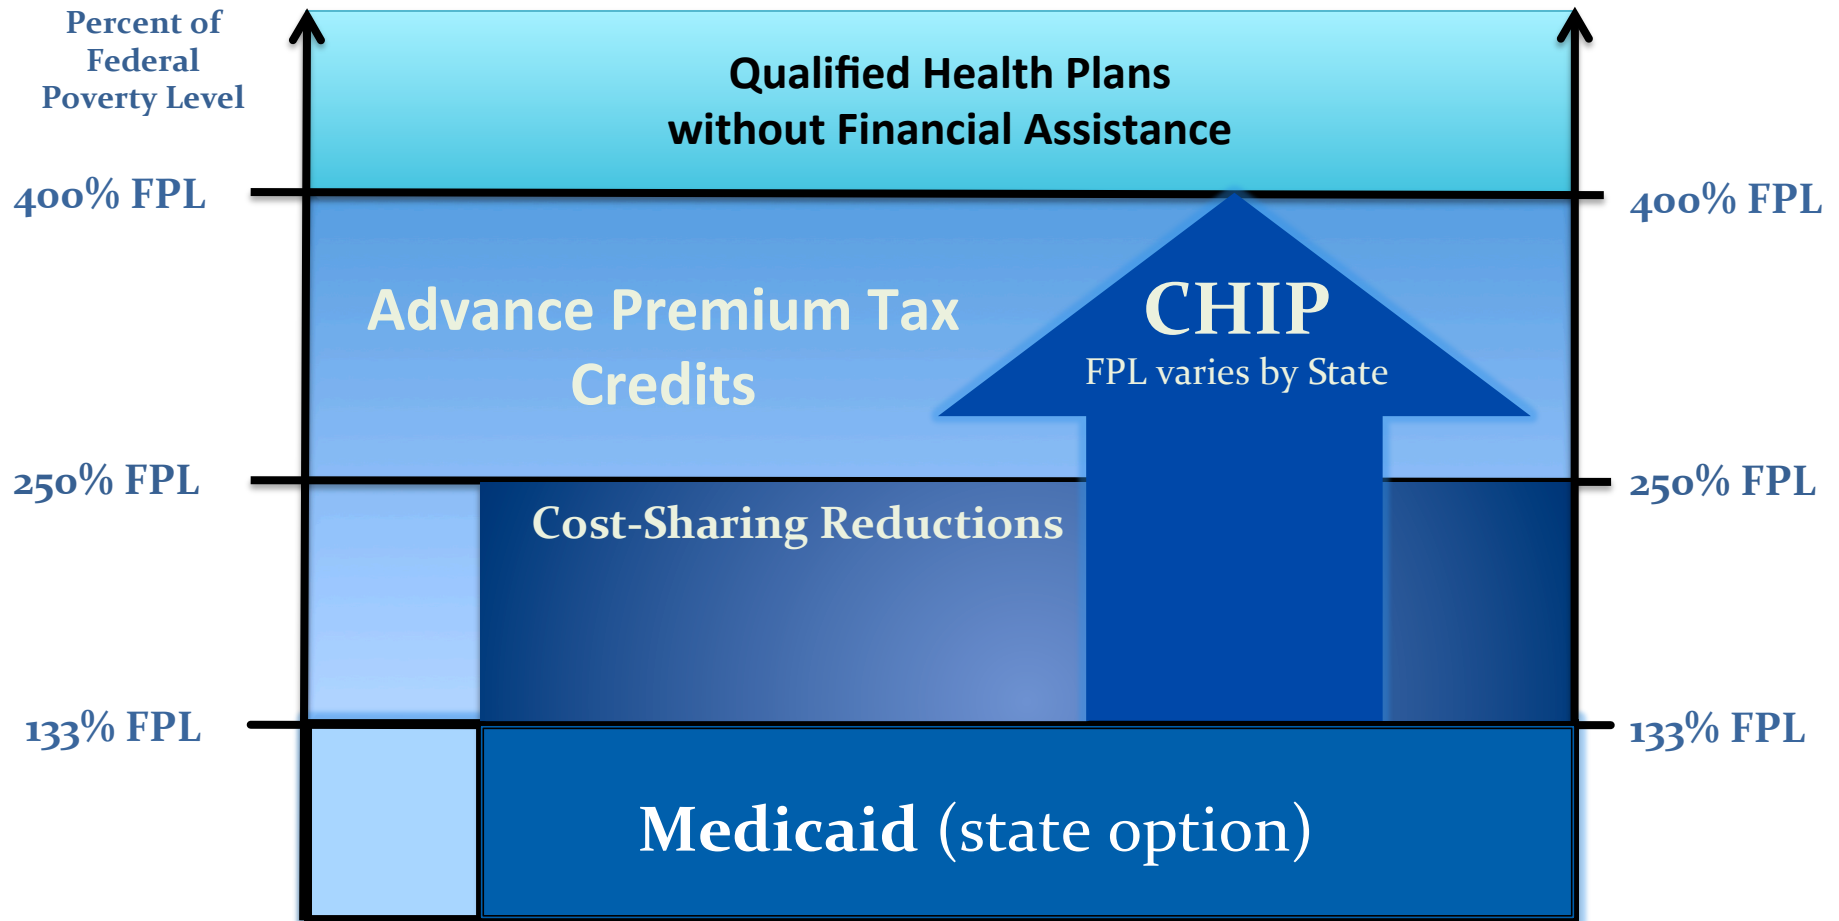 Percent of
Federal
Poverty Level
Qualified Health Plans
without Financial Assistance
400% FPL
400% FPL
Advance Premium Tax
Credits
CHIP
FPL varies by State
250% FPL
250% FPL
Cost-Sharing Reductions
133% FPL
133% FPL
Medicaid (state option)